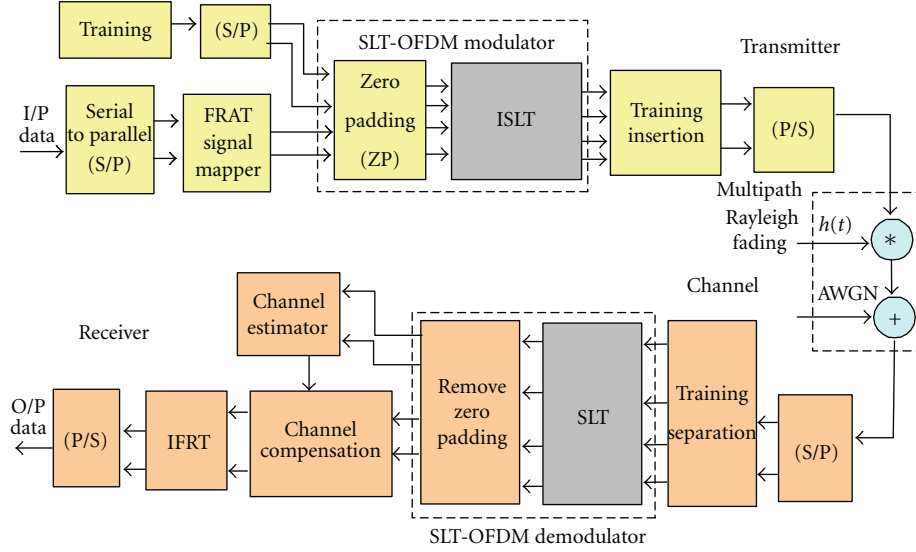 Training
(S/P)
SLT-OFDM modulator
Transmitter
I/P
data
Serial
to parallel
(S/P)
FRAT
signal
mapper
Zero
padding
(ZP)
ISLT
Training
insertion
(P/S)
Multipath
Rayleigh
fading
h(t)
*
Channel
AWGN
+
Receiver
Channel
estimator
O/P
data
(P/S)
IFRT
Channel
compensation
Remove
zero
padding
SLT
Training
separation
(S/P)
SLT-OFDM demodulator